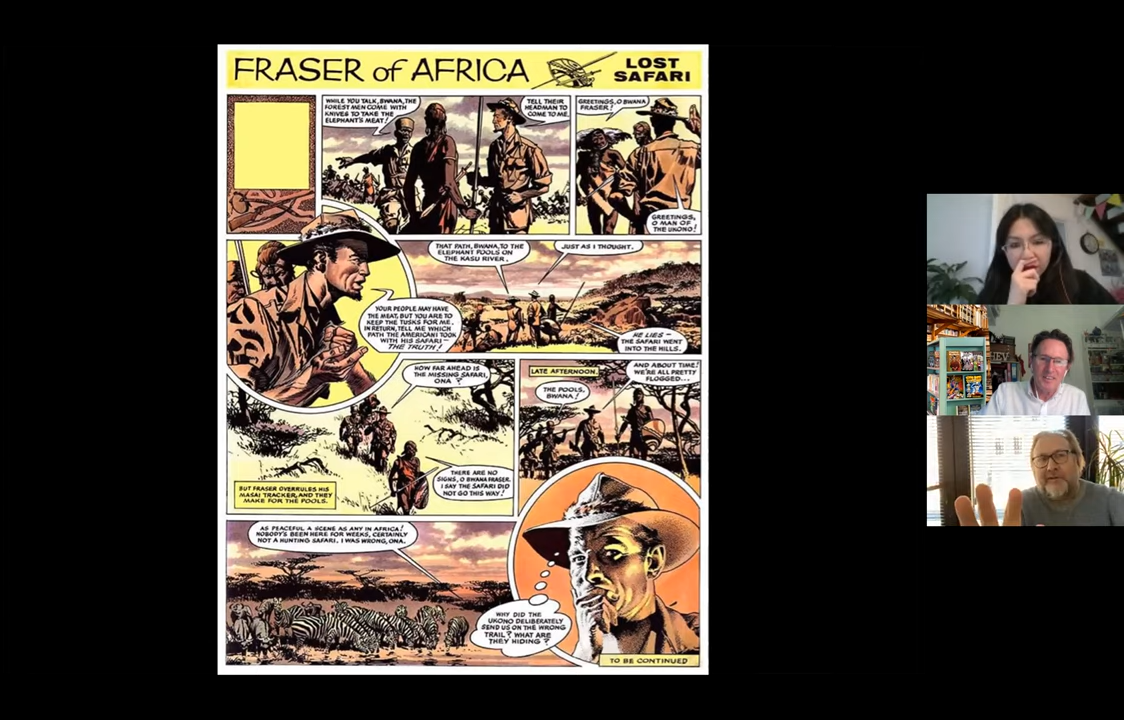 FRASER of AFRICA
LOST
SAFARI
WHILE YOU TALK, BWANA, THE
FOREST MEN COME WITH
KNIVES TO TAKE THE
ELEPHANT'S MEAT!
TELL THEIR
HEADMAN TO
COME TO ME.
GREETINGS, O BWANA
FRASER!
GREETINGS,
O MAN OF
THE UKONO!
YOUR PEOPLE MAY HAVE
THE MEAT, BUT YOU ARE TO
KEEP THE TUSKS FOR ME.
IN RETURN, TELL ME WHICH
PATH THE AMERICANI TOOK
WITH HIS SAFARI —
THE TRUTH!
THAT PATH, BWANA, TO THE
ELEPHANT POOLS ON
THE KASU RIVER.
JUST AS I THOUGHT.
HE LIES —
THE SAFARI WENT
INTO THE HILLS.
HOW FAR AHEAD IS
THE MISSING SAFARI,
ONA ?
THERE ARE NO
SIGNS, O BWANA FRASER.
I SAY THE SAFARI DID
NOT GO THIS WAY!
BUT FRASER OVERRULES HIS
MASAI TRACKER, AND THEY
MAKE FOR THE POOLS.
LATE AFTERNOON.
THE POOLS,
BWANA!
AND ABOUT TIME!
WE'RE ALL PRETTY
FLOGGED...
AS PEACEFUL A SCENE AS ANY IN AFRICA!
NOBODY'S BEEN HERE FOR WEEKS, CERTAINLY
NOT A HUNTING SAFARI. I WAS WRONG, ONA.
WHY DID THE
UKONO DELIBERATELY
SEND US ON THE WRONG
TRAIL? WHAT ARE
THEY HIDING?
TO BE CONTINUED